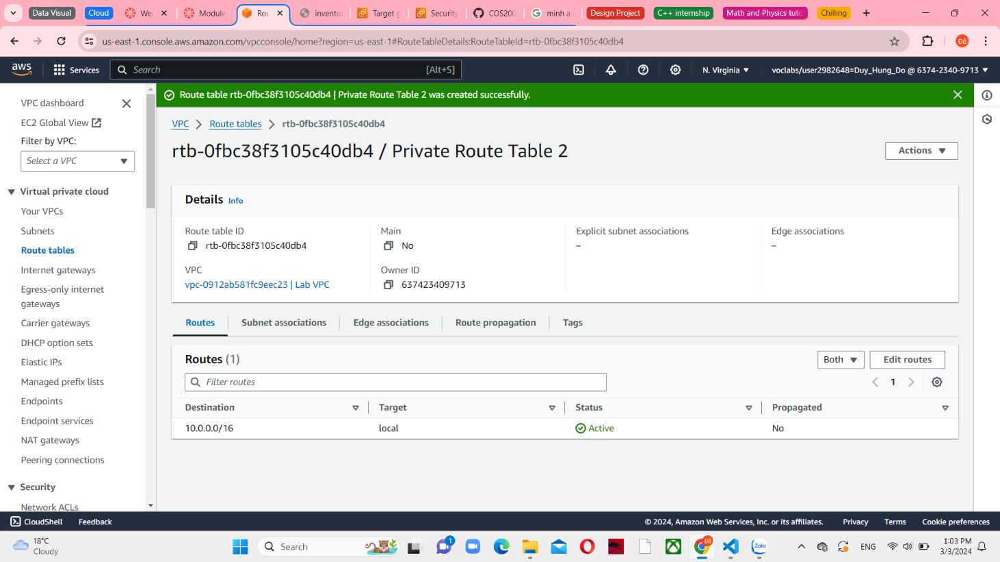 Data Visual
Cloud
Wee
Module
Rou
invento
Target g
Security
COS200
minh a
Design Project
C++ internship
Math and Physics tuto
Chilling
us-east-1.console.aws.amazon.com/vpcconsole/home?region=us-east-1#RouteTableDetails:RouteTableId=rtb-0fbc38f3105c40db4
Đỗ
aws
Services
Search
[Alt+S]
N. Virginia
voclabs/user2982648=Duy_Hung_Do @ 6374-2340-9713
VPC dashboard
EC2 Global View
Filter by VPC:
Select a VPC
Virtual private cloud
Your VPCs
Subnets
Route tables
Internet gateways
Egress-only internet
gateways
Carrier gateways
DHCP option sets
Elastic IPs
Managed prefix lists
Endpoints
Endpoint services
NAT gateways
Peering connections
Security
Network ACLs
Route table rtb-0fbc38f3105c40db4 | Private Route Table 2 was created successfully.
VPC
Route tables
rtb-0fbc38f3105c40db4
rtb-0fbc38f3105c40db4 / Private Route Table 2
Actions
Details
Info
Route table ID
rtb-0fbc38f3105c40db4
Main
No
Explicit subnet associations
–
Edge associations
–
VPC
vpc-0912ab581fc9eec23 | Lab VPC
Owner ID
637423409713
Routes
Subnet associations
Edge associations
Route propagation
Tags
Routes (1)
Both
Edit routes
Filter routes
1
Destination
Target
Status
Propagated
10.0.0.0/16
local
Active
No
CloudShell
Feedback
© 2024, Amazon Web Services, Inc. or its affiliates.
Privacy
Terms
Cookie preferences
18°C
Cloudy
Search
1
Đỗ
Zalo
ENG
1:03 PM
3/3/2024